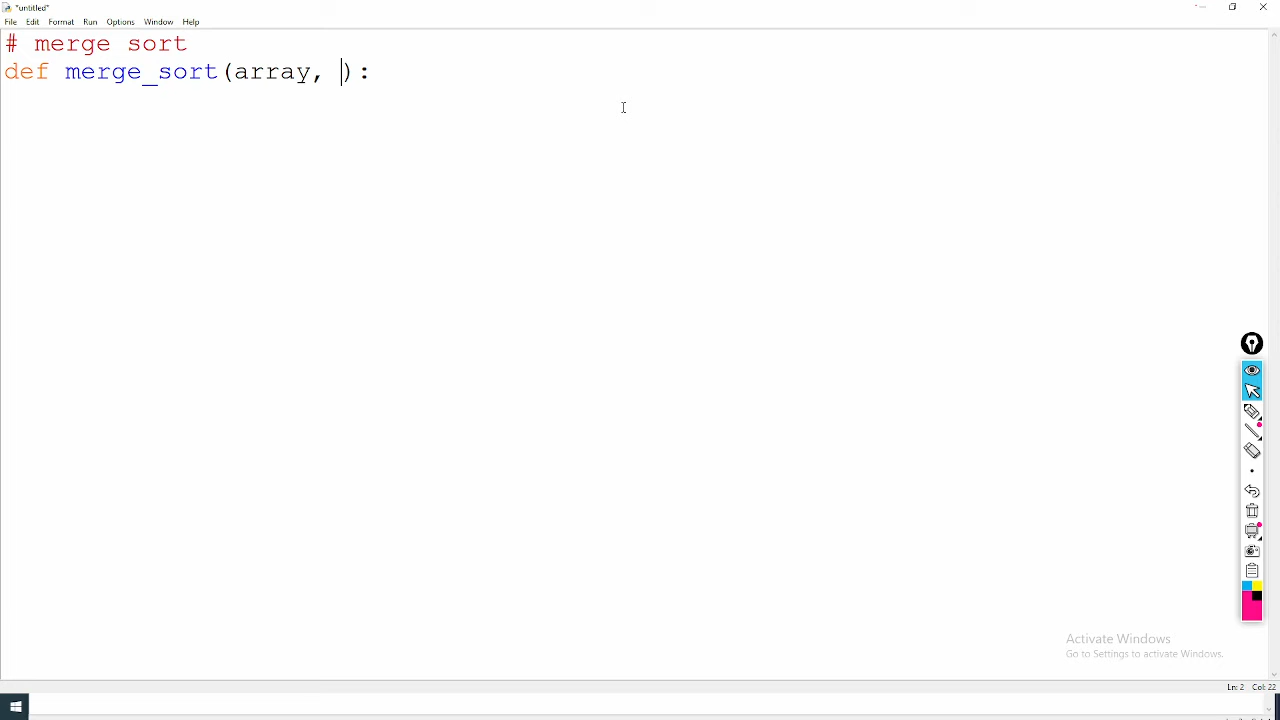 *untitled*
File Edit Format Run Options Window Help
# merge sort
def merge_sort(array, ):
Activate Windows
Go to Settings to activate Windows.
Ln: 2 Col: 22